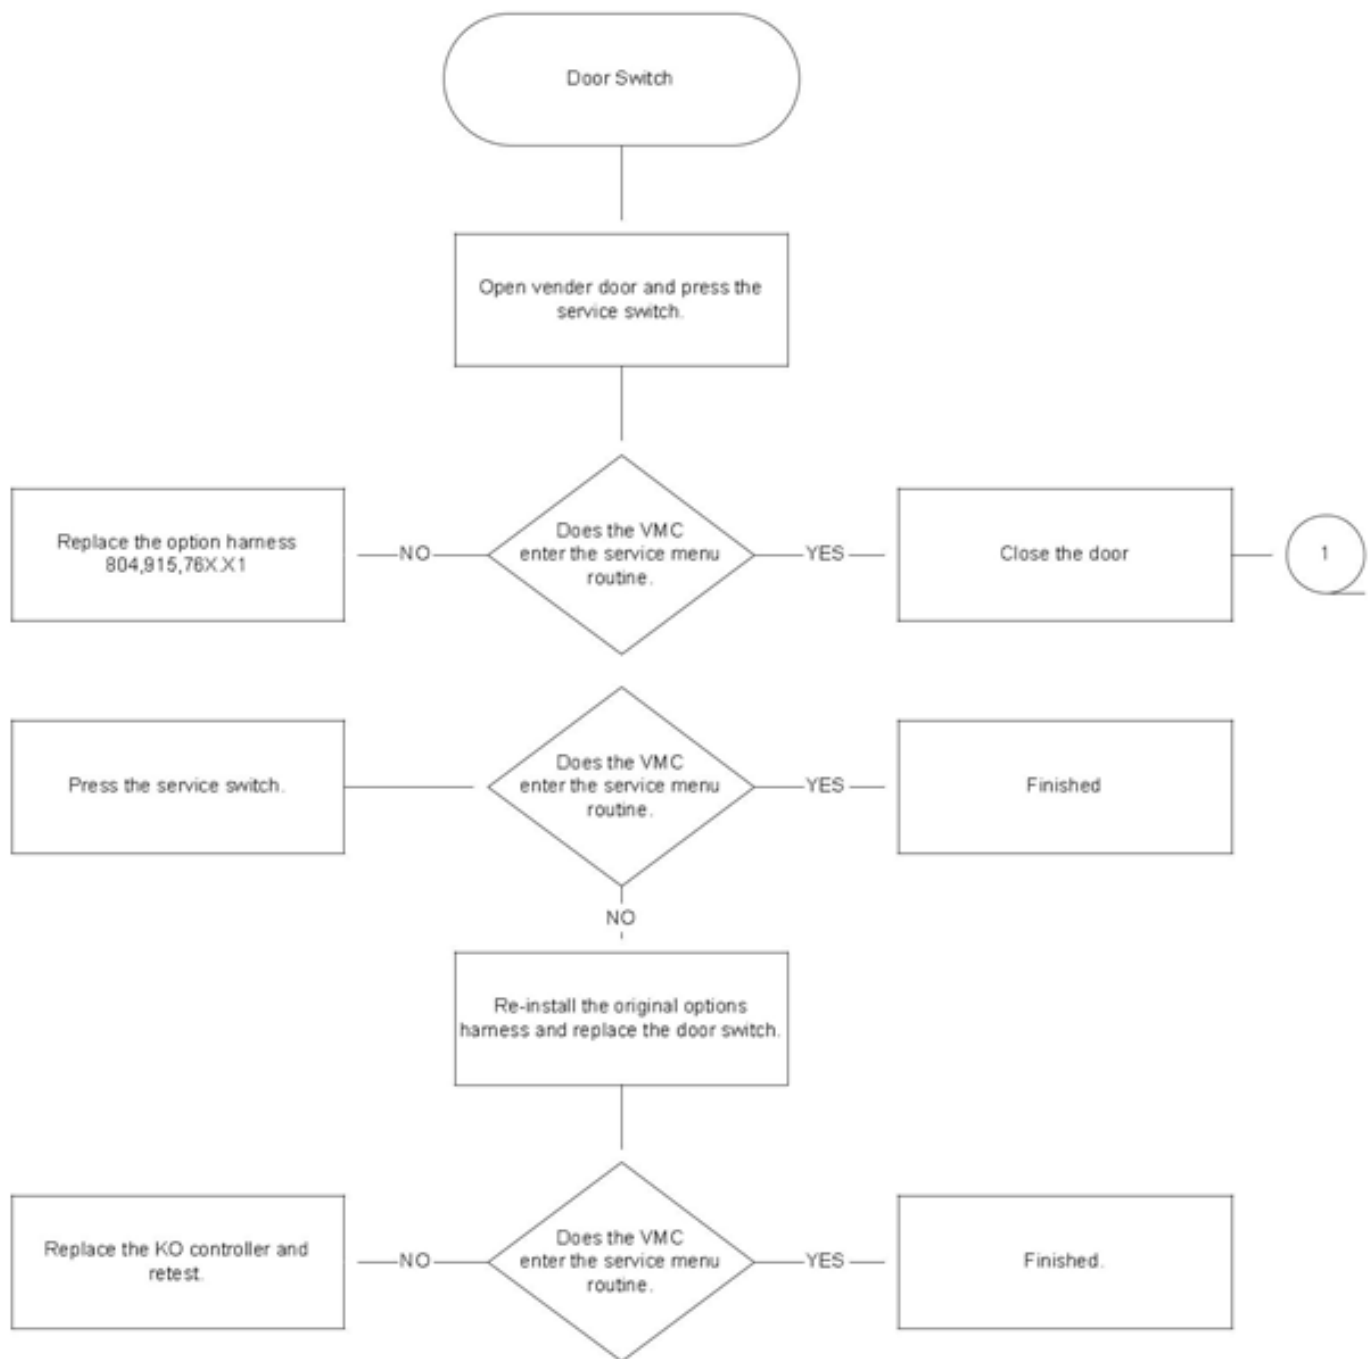 Door Switch
Open vender door and press the
service switch.
Replace the option harness
804,915,76X.X1
NO
Does the VMC
enter the service menu
routine.
YES
Close the door
1
Press the service switch.
Does the VMC
enter the service menu
routine.
YES
Finished
NO
Re-install the original options
harness and replace the door switch.
Replace the KO controller and
retest.
NO
Does the VMC
enter the service menu
routine.
YES
Finished.